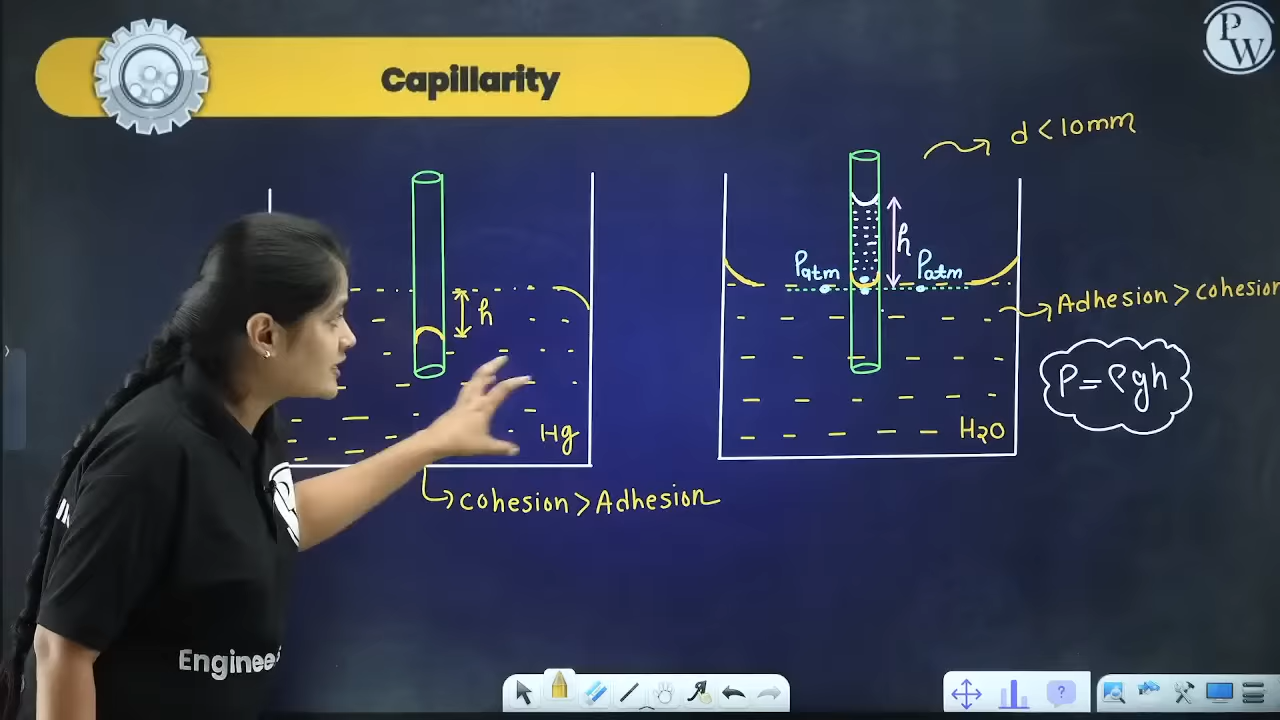 Capillarity
PW
d < 10mm
h
Patm
Patm
h
Adhesion > cohesion
P = ρgh
Hg
H2O
cohesion > Adhesion
Enginee
?